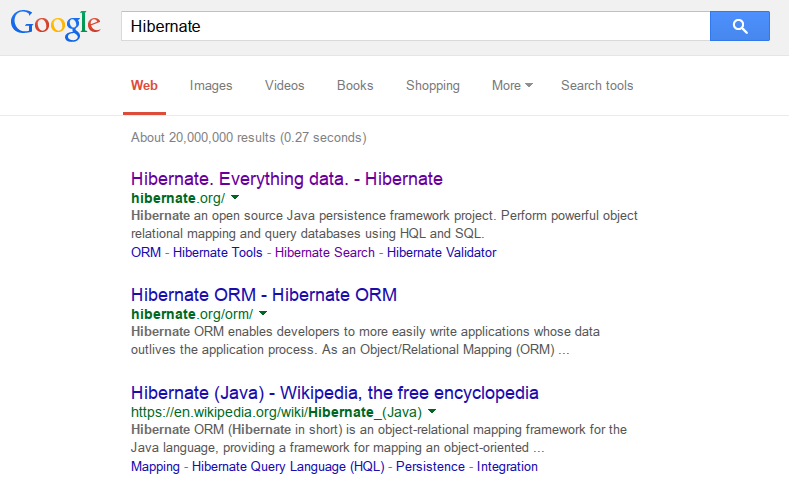 Google Hibernate
Web Images Videos Books Shopping More Search tools
About 20,000,000 results (0.27 seconds)
Hibernate. Everything data. - Hibernate
hibernate.org/
Hibernate an open source Java persistence framework project. Perform powerful object
relational mapping and query databases using HQL and SQL.
ORM - Hibernate Tools - Hibernate Search - Hibernate Validator
Hibernate ORM - Hibernate ORM
hibernate.org/orm/
Hibernate ORM enables developers to more easily write applications whose data
outlives the application process. As an Object/Relational Mapping (ORM) ...
Hibernate (Java) - Wikipedia, the free encyclopedia
https://en.wikipedia.org/wiki/Hibernate_(Java)
Hibernate ORM (Hibernate in short) is an object-relational mapping framework for the
Java language, providing a framework for mapping an object-oriented ...
Mapping - Hibernate Query Language (HQL) - Persistence - Integration